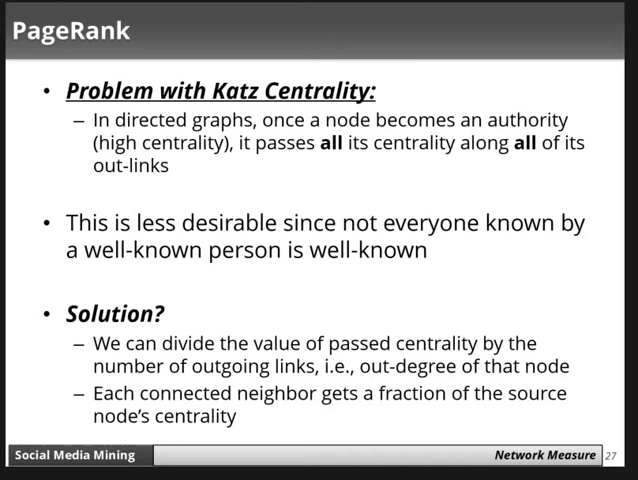 PageRank
• Problem with Katz Centrality:
– In directed graphs, once a node becomes an authority
(high centrality), it passes all its centrality along all of its
out-links
• This is less desirable since not everyone known by
a well-known person is well-known
• Solution?
– We can divide the value of passed centrality by the
number of outgoing links, i.e., out-degree of that node
– Each connected neighbor gets a fraction of the source
node's centrality
Social Media Mining
Network Measure 27